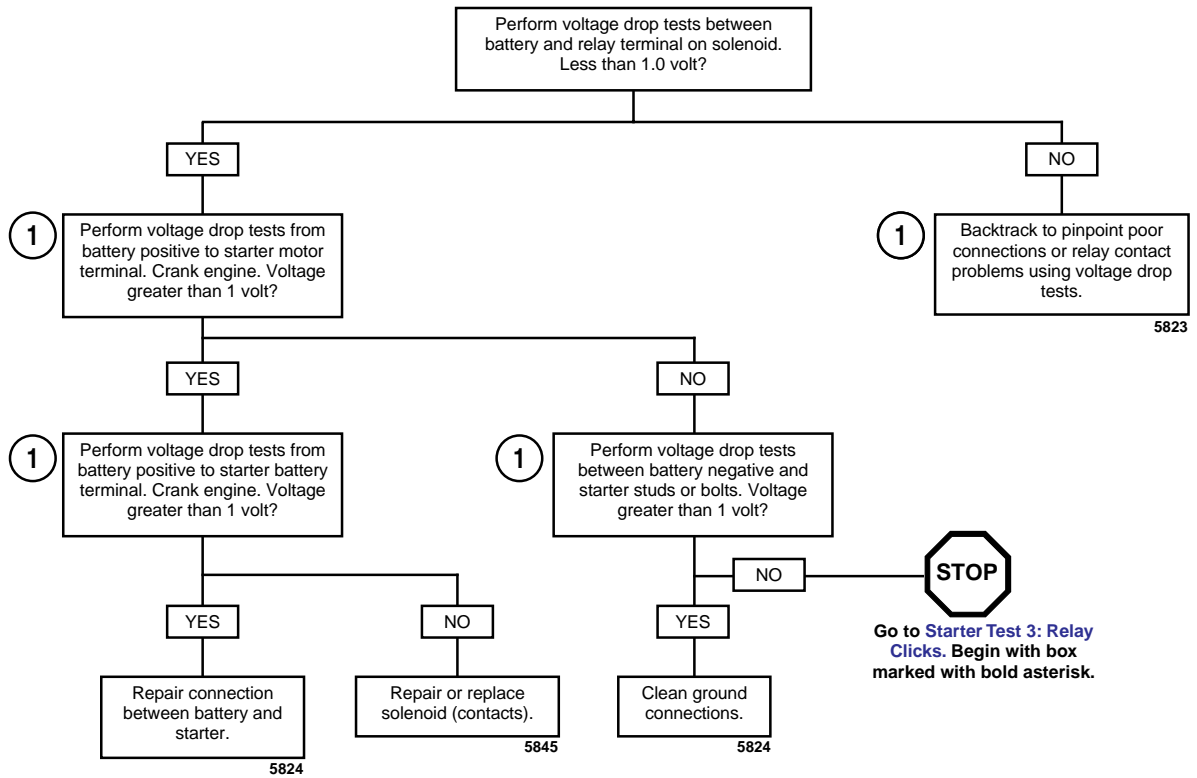 Perform voltage drop tests between
battery and relay terminal on solenoid.
Less than 1.0 volt?
YES
NO
1
Perform voltage drop tests from
battery positive to starter motor
terminal. Crank engine. Voltage
greater than 1 volt?
1
Backtrack to pinpoint poor
connections or relay contact
problems using voltage drop
tests.
5823
YES
NO
1
Perform voltage drop tests from
battery positive to starter battery
terminal. Crank engine. Voltage
greater than 1 volt?
1
Perform voltage drop tests
between battery negative and
starter studs or bolts. Voltage
greater than 1 volt?
NO
STOP
Go to Starter Test 3: Relay
Clicks. Begin with box
marked with bold asterisk.
YES
NO
YES
Repair connection
between battery and
starter.
5824
Repair or replace
solenoid (contacts).
5845
Clean ground
connections.
5824